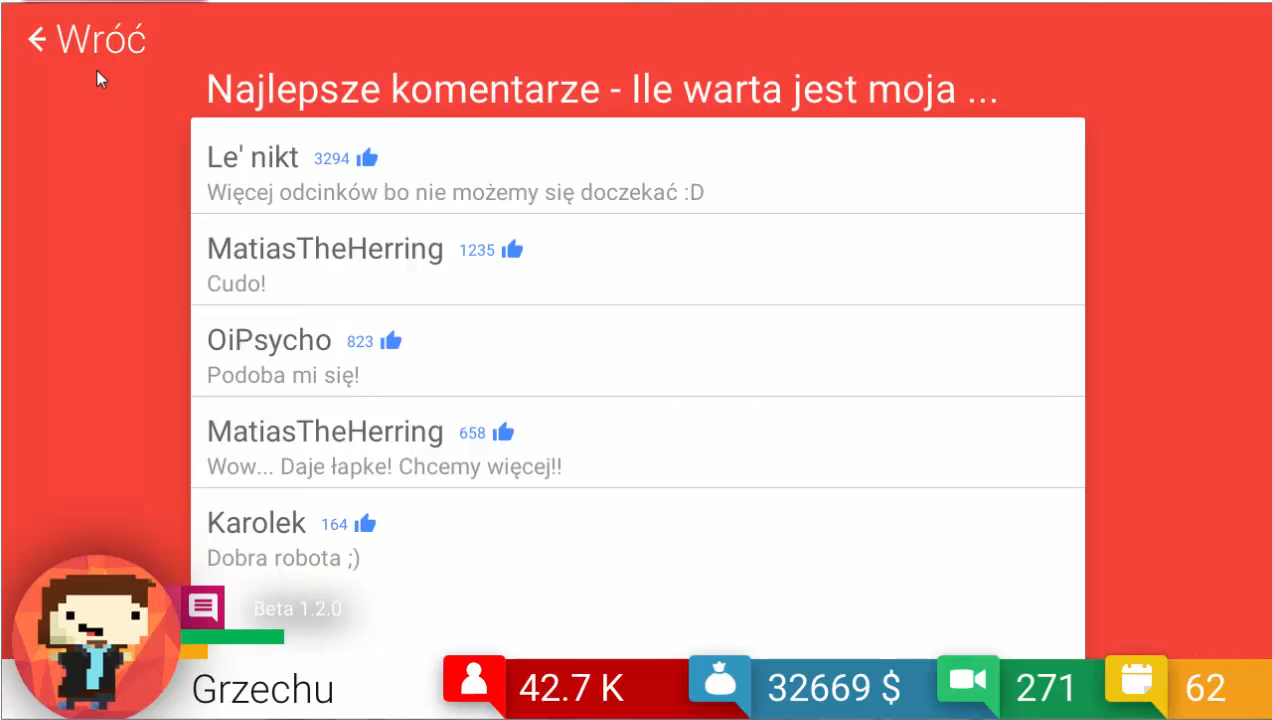 Wróć
Najlepsze komentarze - Ile warta jest moja ...
Le' nikt 3294
Więcej odcinków bo nie możemy się doczekać :D
MatiasTheHerring 1235
Cudo!
OiPsycho 823
Podoba mi się!
MatiasTheHerring 658
Wow... Daje łapke! Chcemy więcej!!
Karolek 164
Dobra robota ;)
Beta 1.2.0
Grzechu 42.7 K 32669 $ 271 62